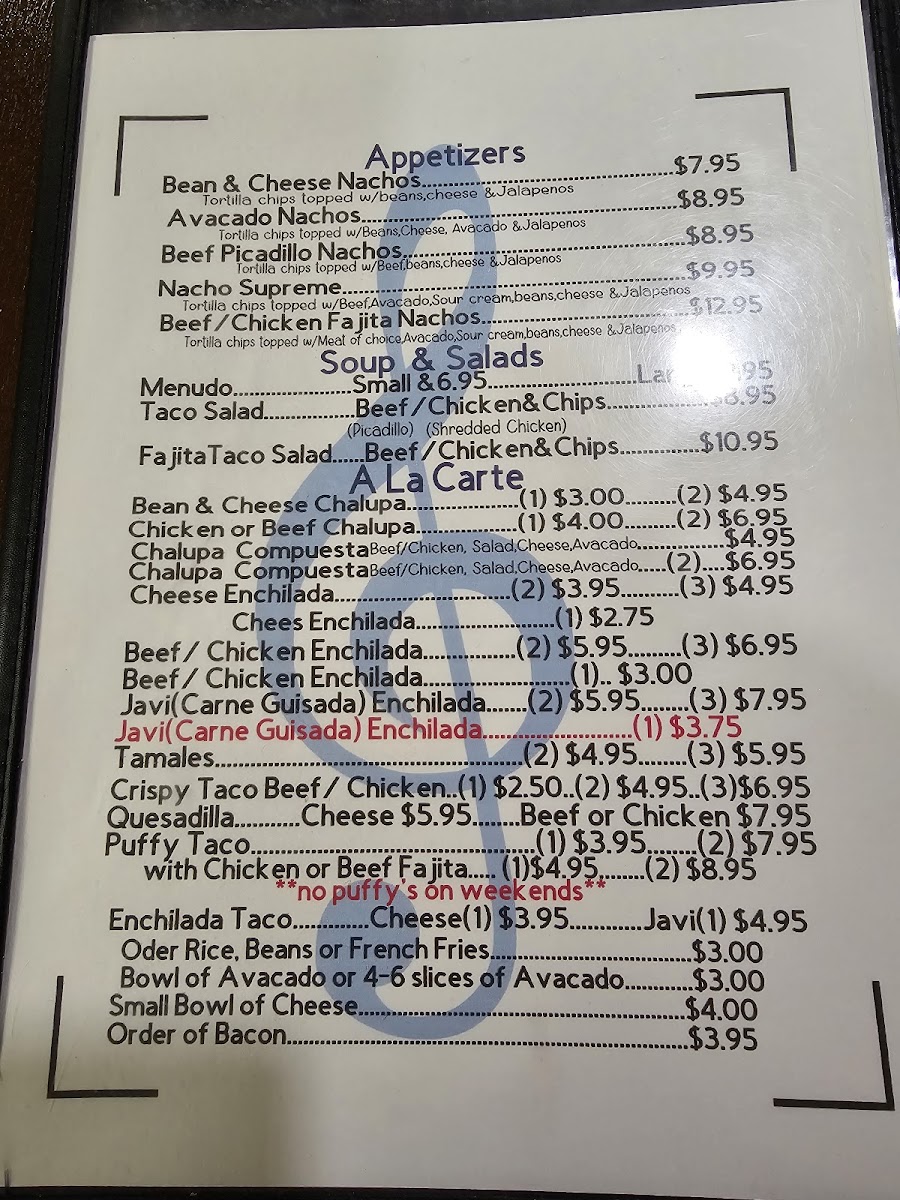 Appetizers
Bean & Cheese Nachos..................................................$7.95
Tortilla chips topped w/beans,cheese &Jalapenos
Avacado Nachos...............................................................$8.95
Tortilla chips topped w/Beans,Cheese, Avacado &Jalapenos
Beef Picadillo Nachos........................................................$8.95
Tortilla chips topped w/Beef,beans,cheese &Jalapenos
Nacho Supreme....................................................................$9.95
Tortilla chips topped w/Beef,Avacado,Sour cream,beans,cheese &Jalapenos
Beef/Chicken Fajita Nachos.........................................$12.95
Tortilla chips topped w/Meat of choice,Avacado,Sour cream,beans,cheese &Jalapenos
Soup & Salads
Menudo.....................Small &6.95...........................
Taco Salad................Beef/Chicken&Chips..................
(Picadillo) (Shredded Chicken)
FajitaTaco Salad......Beef/Chicken&Chips..............$10.95
A La Carte
Bean & Cheese Chalupa....................(1) $3.00.........(2) $4.95
Chicken or Beef Chalupa..................(1) $4.00.........(2) $6.95
Chalupa CompuestaBeef/Chicken, Salad,Cheese,Avacado................$4.95
Chalupa CompuestaBeef/Chicken, Salad,Cheese,Avacado.....(2)....$6.95
Cheese Enchilada...............................(2) $3.95..........(3) $4.95
Chees Enchilada.........................(1) $2.75
Beef/ Chicken Enchilada................(2) $5.95.........(3) $6.95
Beef/ Chicken Enchilada..........................(1).. $3.00
Javi(Carne Guisada) Enchilada.......(2) $5.95........(3) $7.95
Javi(Carne Guisada) Enchilada..........................(1) $3.75
Tamales.......................................................(2) $4.95........(3) $5.95
Crispy Taco Beef/ Chicken..(1) $2.50..(2) $4.95..(3)$6.95
Quesadilla...........Cheese $5.95........Beef or Chicken $7.95
Puffy Taco..................................................(1) $3.95........(2) $7.95
with Chicken or Beef Fajita..... (1)$4.95........(2) $8.95
**no puffy's on weekends**
Enchilada Taco.............Cheese(1) $3.95.............Javi(1) $4.95
Oder Rice, Beans or French Fries...................................$3.00
Bowl of Avacado or 4-6 slices of Avacado............$3.00
Small Bowl of Cheese.........................................................$4.00
Order of Bacon......................................................................$3.95